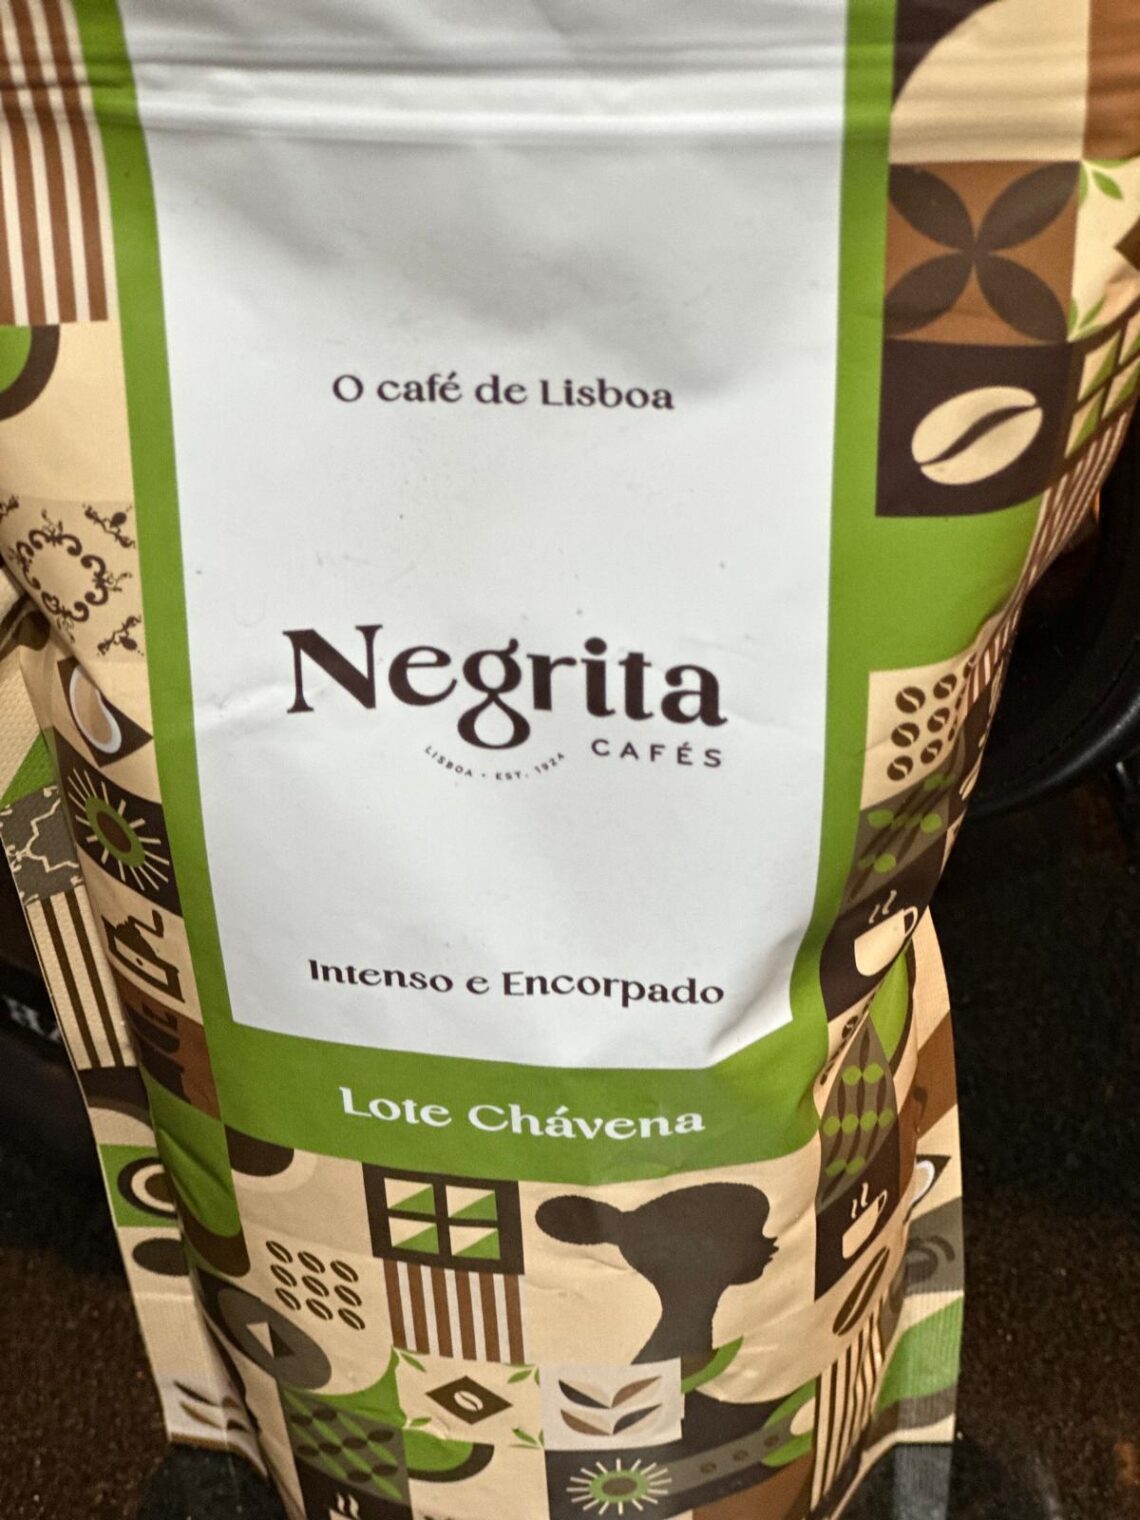 O café de Lisboa
Negrita
CAFÉS
LISBOA • EST. 1924
Intenso e Encorpado
Lote Chávena